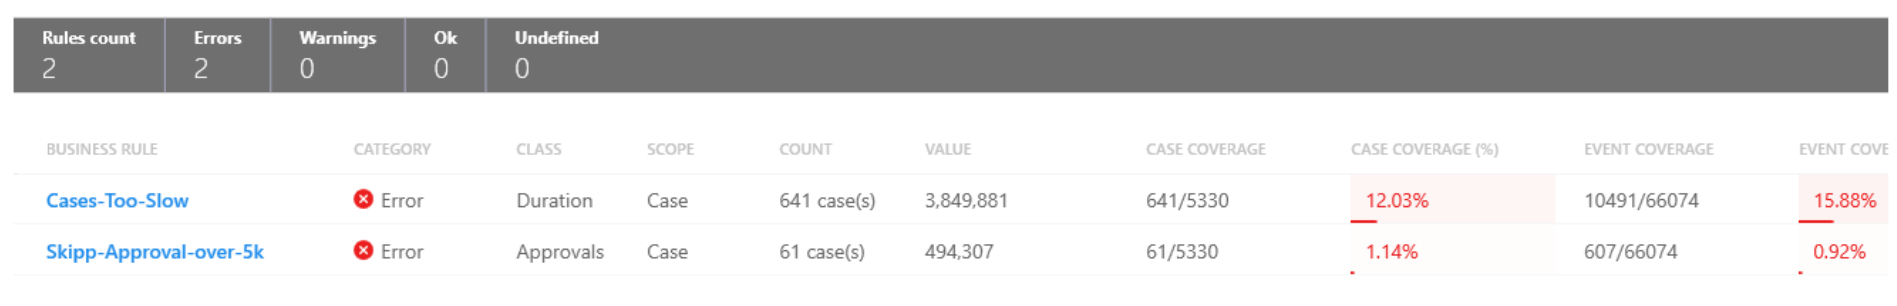 Rules count Errors Warnings Ok Undefined
2 2 0 0 0
BUSINESS RULE CATEGORY CLASS SCOPE COUNT VALUE CASE COVERAGE CASE COVERAGE (%) EVENT COVERAGE EVENT COVE
Cases-Too-Slow Error Duration Case 641 case(s) 3,849,881 641/5330 12.03% 10491/66074 15.88%
Skipp-Approval-over-5k Error Approvals Case 61 case(s) 494,307 61/5330 1.14% 607/66074 0.92%